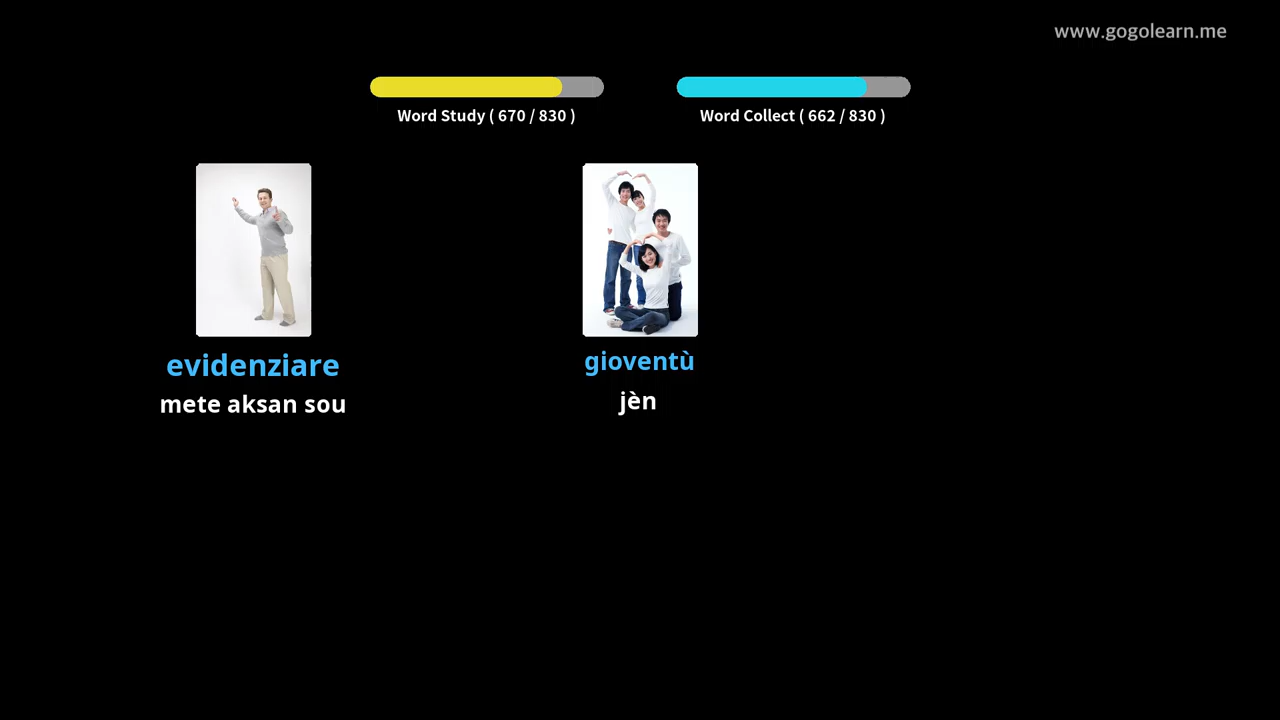 www.gogolearn.me
Word Study ( 670 / 830 )
Word Collect ( 662 / 830 )
evidenziare
mete aksan sou
gioventù
jèn